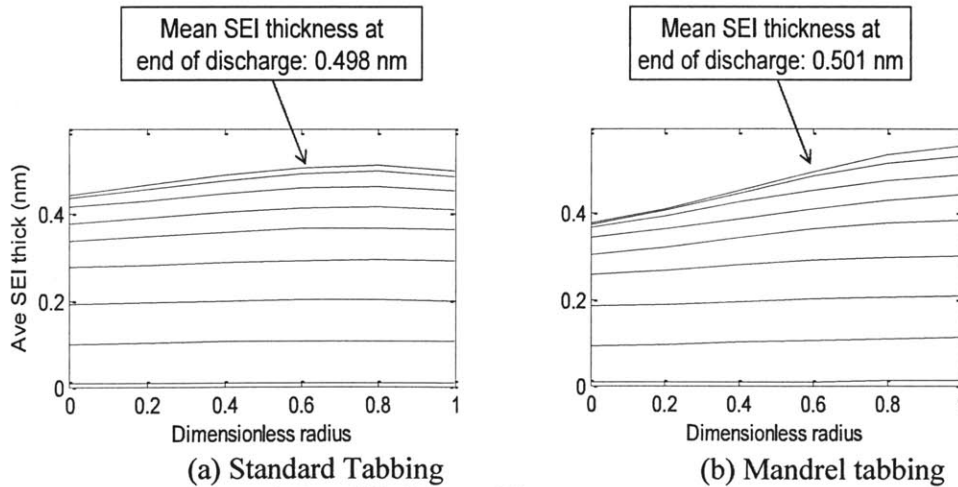 Mean SEI thickness at
end of discharge: 0.498 nm
Mean SEI thickness at
end of discharge: 0.501 nm
Ave SEI thick (nm)
0.4
0.2
0
0 0.2 0.4 0.6 0.8 1
Dimensionless radius
(a) Standard Tabbing
0.4
0.2
0
0 0.2 0.4 0.6 0.8
Dimensionless radius
(b) Mandrel tabbing